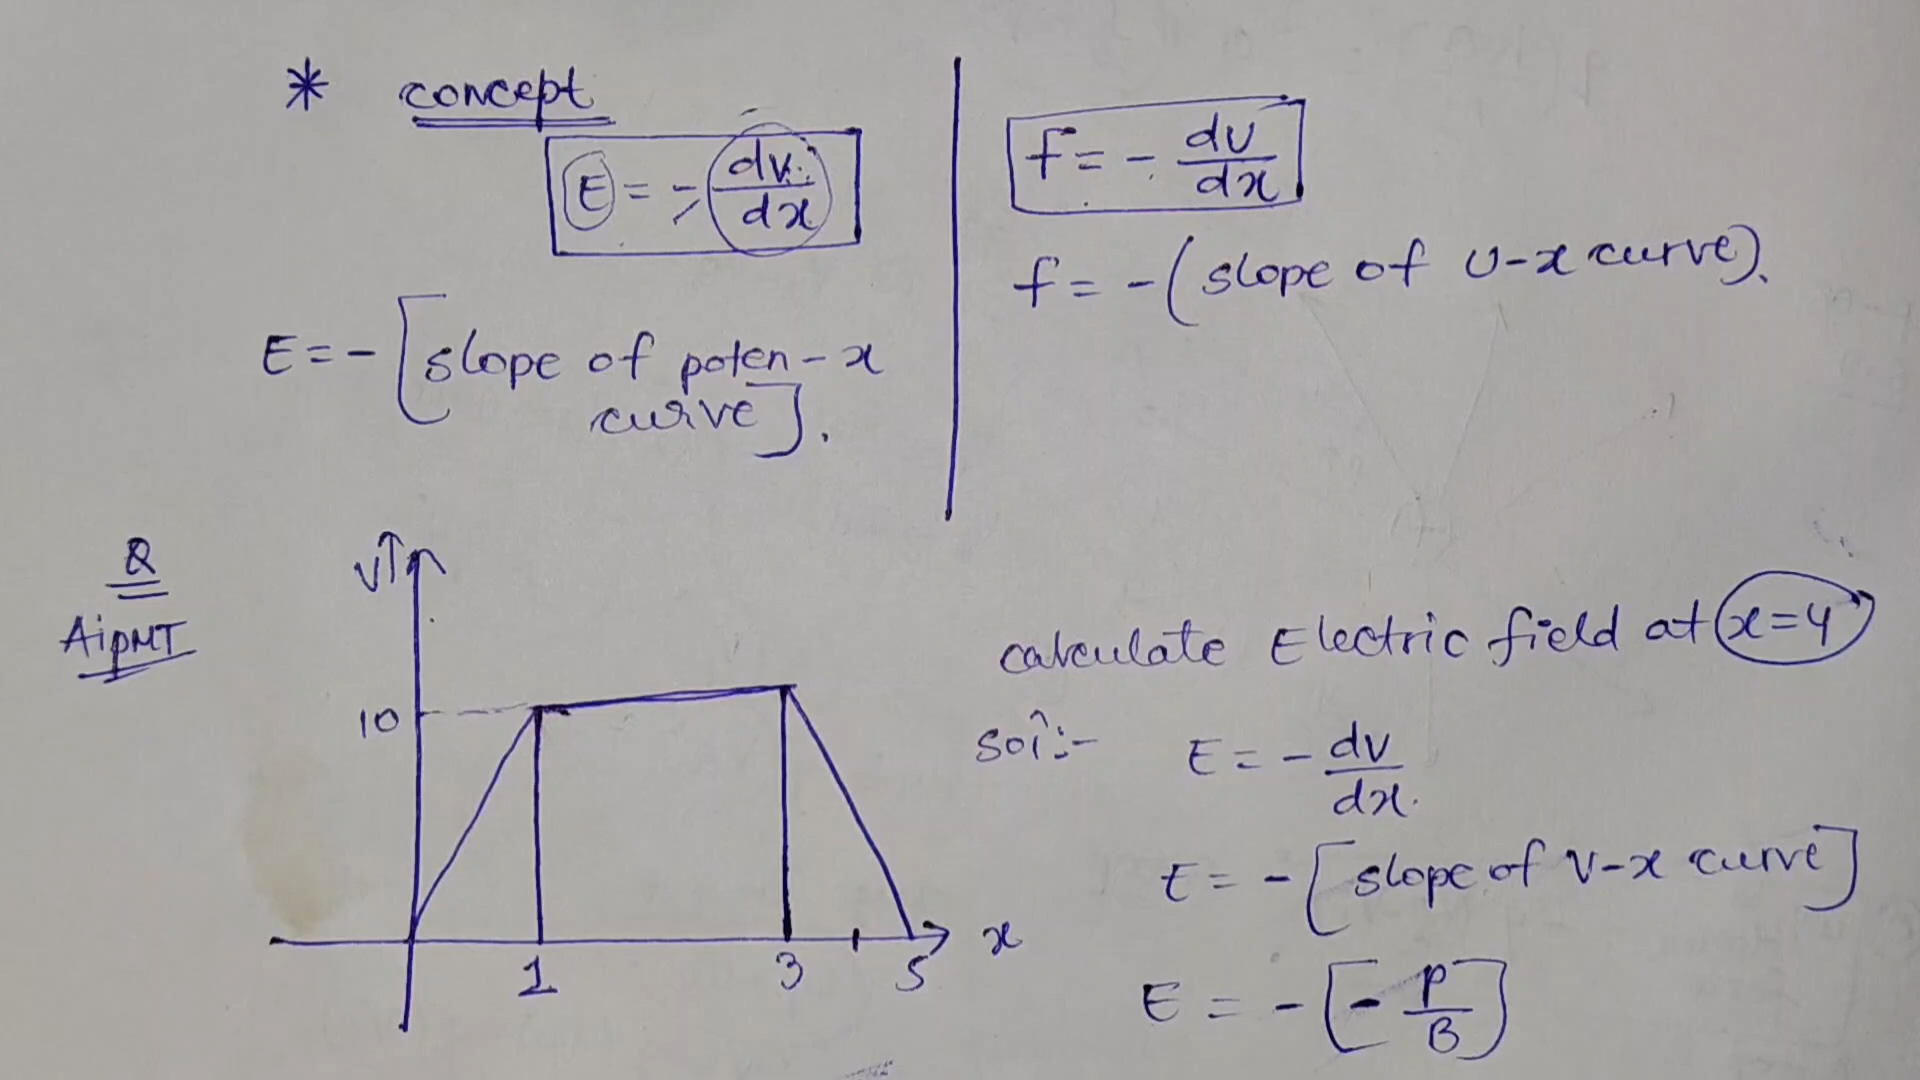 * concept
E = - dv/dx
E = - [slope of poten - x
curve].
f = - dU/dx
f = - (slope of U-x curve).
Q
AipMT
V↑
10
1 3 5 x
calculate Electric field at x=4
Soi:-
E = - dv/dx.
E = - [slope of V-x curve]
E = - [- P/B]